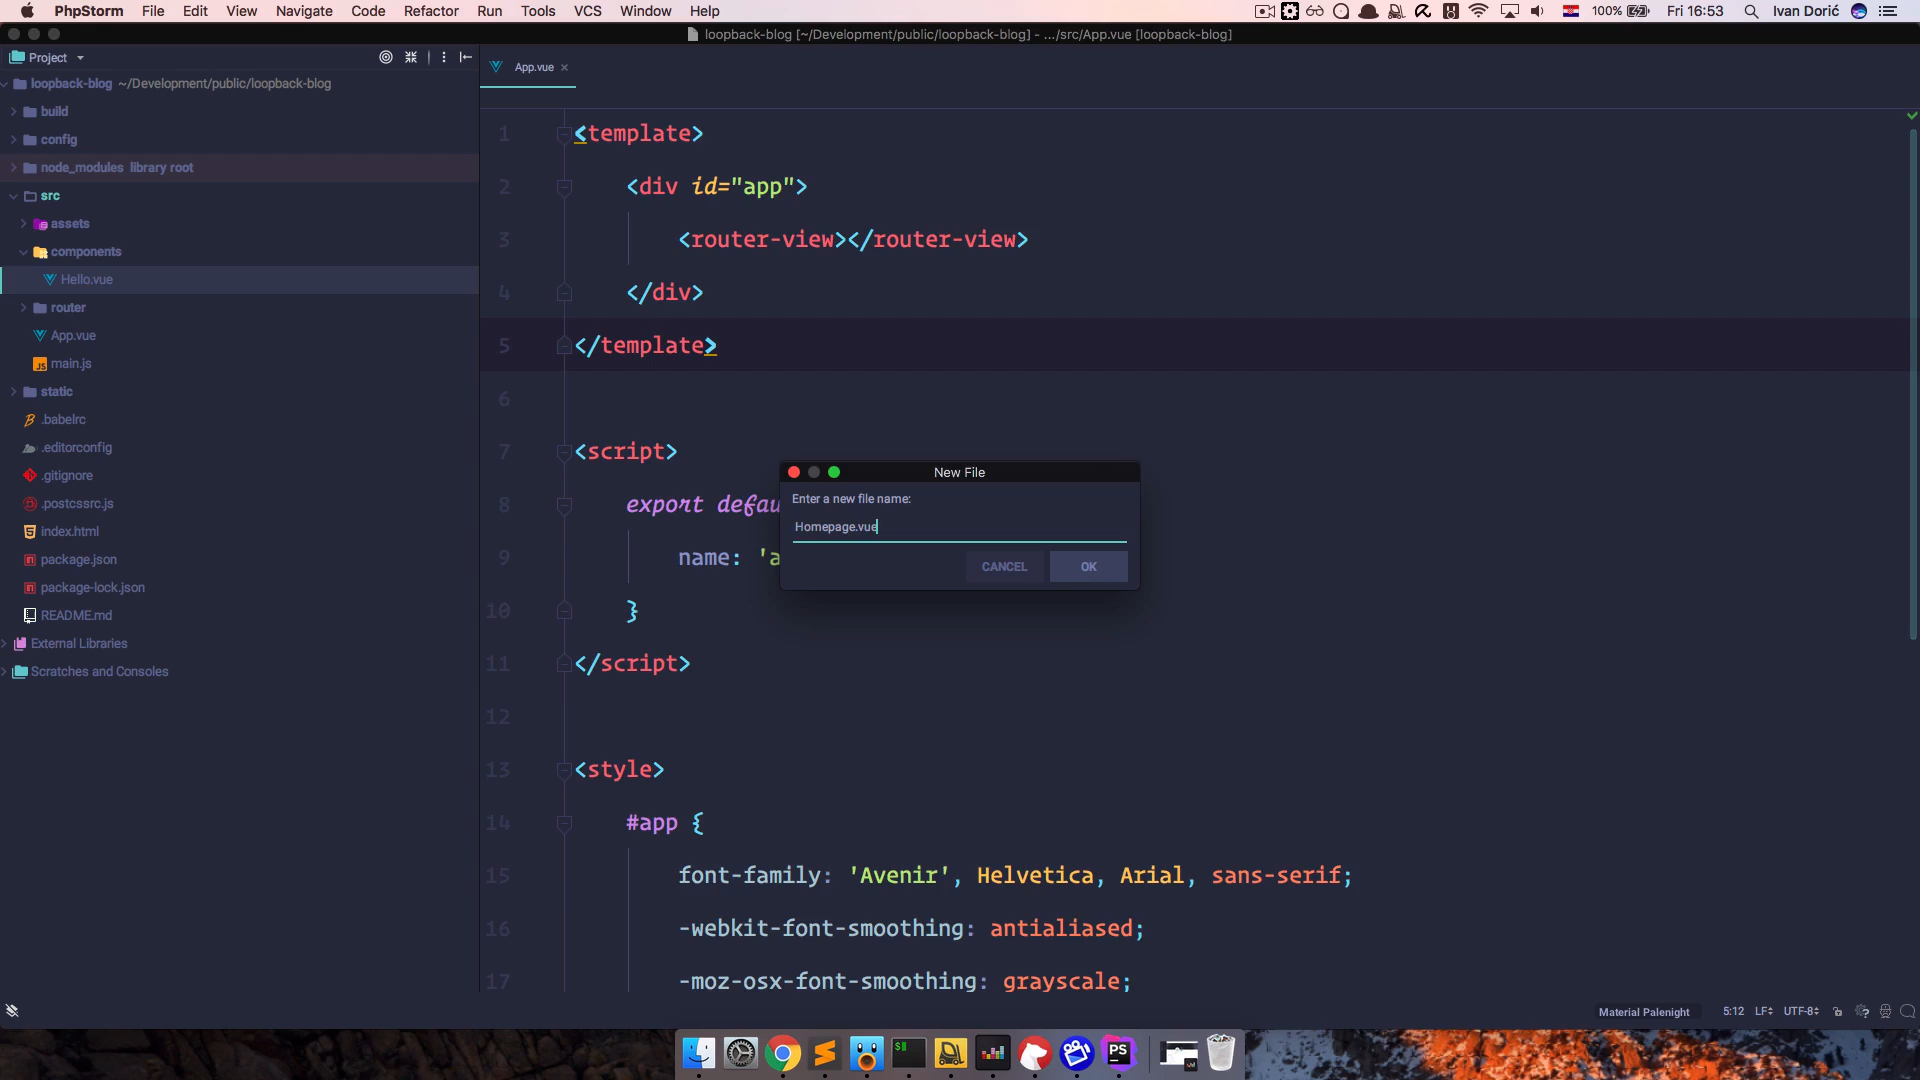 PhpStorm File Edit View Navigate Code Refactor Run Tools VCS Window Help 100% Fri 16:53 Ivan Dorić
loopback-blog [~/Development/public/loopback-blog] - .../src/App.vue [loopback-blog]
Project
App.vue
loopback-blog ~/Development/public/loopback-blog
build
config
node_modules library root
src
assets
components
Hello.vue
router
App.vue
main.js
static
.babelrc
.editorconfig
.gitignore
.postcssrc.js
index.html
package.json
package-lock.json
README.md
External Libraries
Scratches and Consoles
1 <template>
2 <div id="app">
3 <router-view></router-view>
4 </div>
5 </template>
6
7 <script>
8 export defau
9 name: 'a
10 }
11 </script>
12
13 <style>
14 #app {
15 font-family: 'Avenir', Helvetica, Arial, sans-serif;
16 -webkit-font-smoothing: antialiased;
17 -moz-osx-font-smoothing: grayscale;
New File
Enter a new file name:
Homepage.vue
CANCEL OK
Material Palenight 5:12 LF UTF-8
$
PS